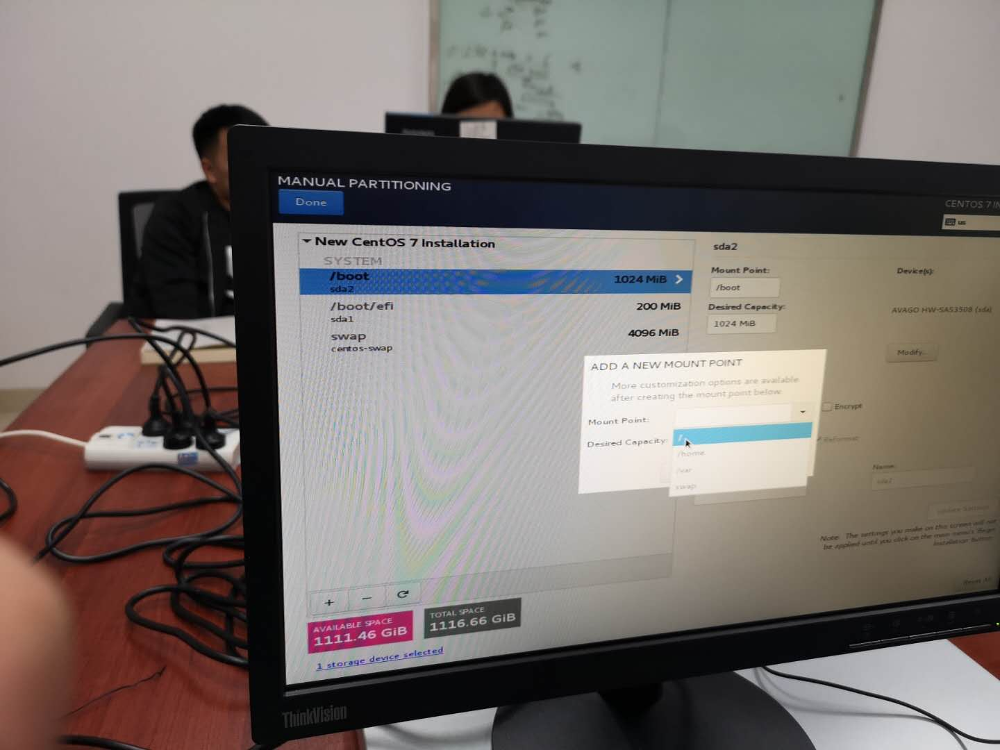 MANUAL PARTITIONING
Done
CENTOS 7 IN
us
New CentOS 7 Installation
SYSTEM
/boot
1024 MiB
sda2
/boot/efi
200 MiB
sda1
swap
4096 MiB
centos-swap
sda2
Mount Point:
/boot
Desired Capacity:
1024 MiB
Device(s):
AVAGO HW-SAS3508 (sda)
Modify...
Encrypt
Reformat
Name:
sda2
Update Settings
Note: The settings you make on this screen will not
be applied until you click on the main menu's 'Begin
Installation' button.
Reset All
ADD A NEW MOUNT POINT
More customization options are available
after creating the mount point below.
Mount Point:
Desired Capacity:
/
/home
/var
swap
+ −
AVAILABLE SPACE
1111.46 GiB
TOTAL SPACE
1116.66 GiB
1 storage device selected
ThinkVision